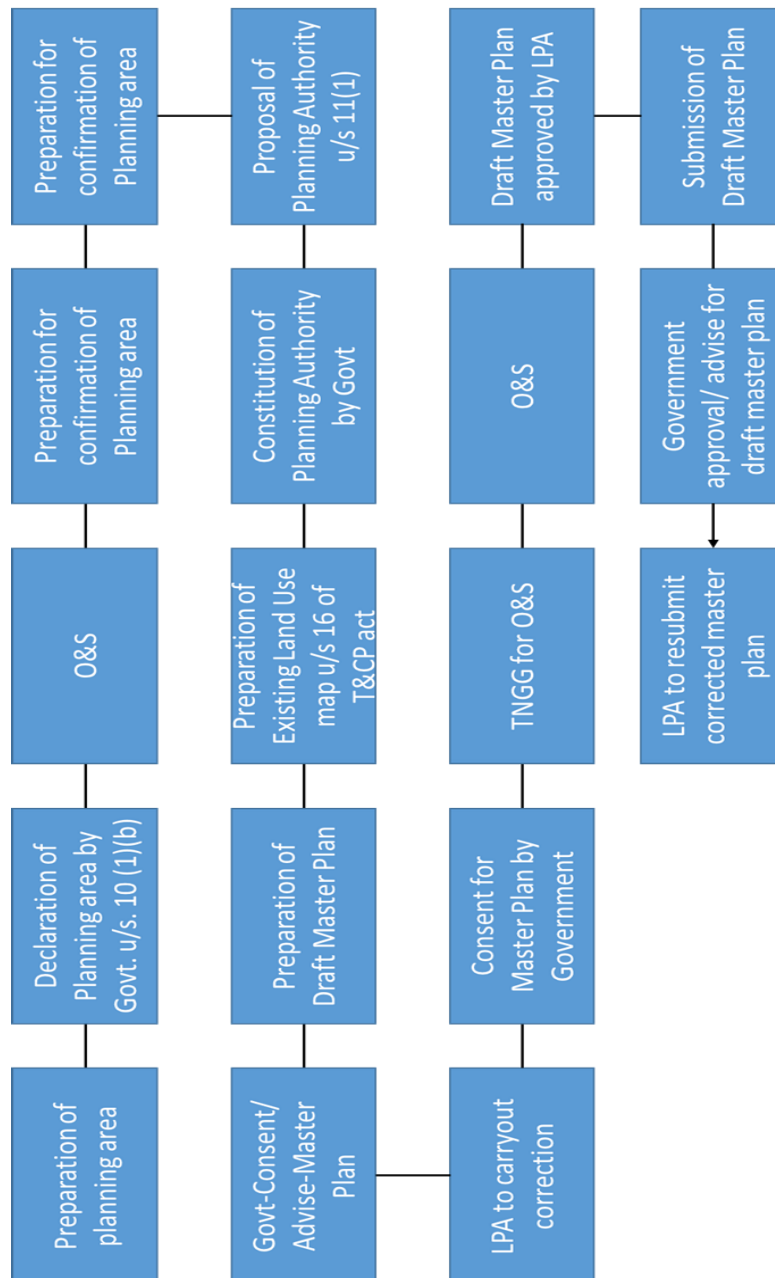 Preparation of
planning area
Declaration of
Planning area by
Govt. u/s. 10 (1)(b)
O&S
Preparation for
confirmation of
Planning area
Preparation for
confirmation of
Planning area
Proposal of
Planning Authority
u/s 11(1)
Constitution of
Planning Authority
by Govt
Preparation of
Existing Land Use
map u/s 16 of
T&CP act
Preparation of
Draft Master Plan
Govt-Consent/
Advise-Master
Plan
LPA to carryout
correction
Consent for
Master Plan by
Government
TNGG for O&S
O&S
Draft Master Plan
approved by LPA
Submission of
Draft Master Plan
Government
approval/ advise for
draft master plan
LPA to resubmit
corrected master
plan